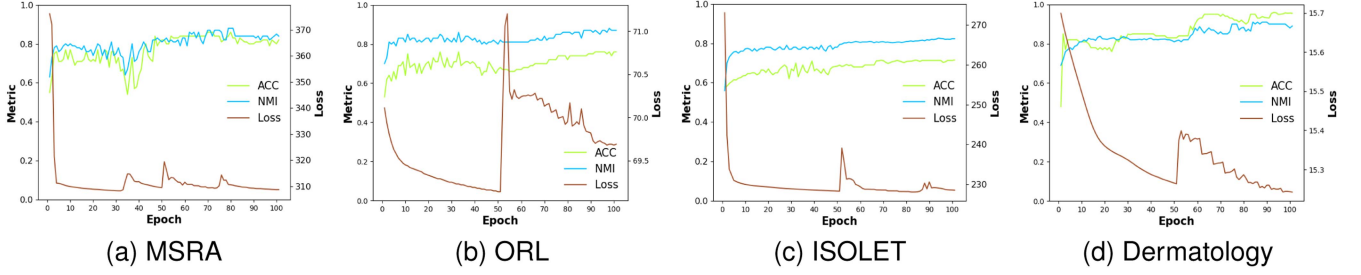 1.0
0.8
0.6
0.4
0.2
0.0
Metric
370
360
350
340
330
320
310
Loss
ACC
NMI
Loss
0 10 20 30 40 50 60 70 80 90 100
Epoch
(a) MSRA
1.0
0.8
0.6
0.4
0.2
0.0
Metric
71.0
70.5
70.0
69.5
Loss
ACC
NMI
Loss
0 10 20 30 40 50 60 70 80 90 100
Epoch
(b) ORL
1.0
0.8
0.6
0.4
0.2
0.0
Metric
270
260
250
240
230
Loss
ACC
NMI
Loss
0 10 20 30 40 50 60 70 80 90 100
Epoch
(c) ISOLET
1.0
0.8
0.6
0.4
0.2
0.0
Metric
15.7
15.6
15.5
15.4
15.3
Loss
ACC
NMI
Loss
0 10 20 30 40 50 60 70 80 90 100
Epoch
(d) Dermatology